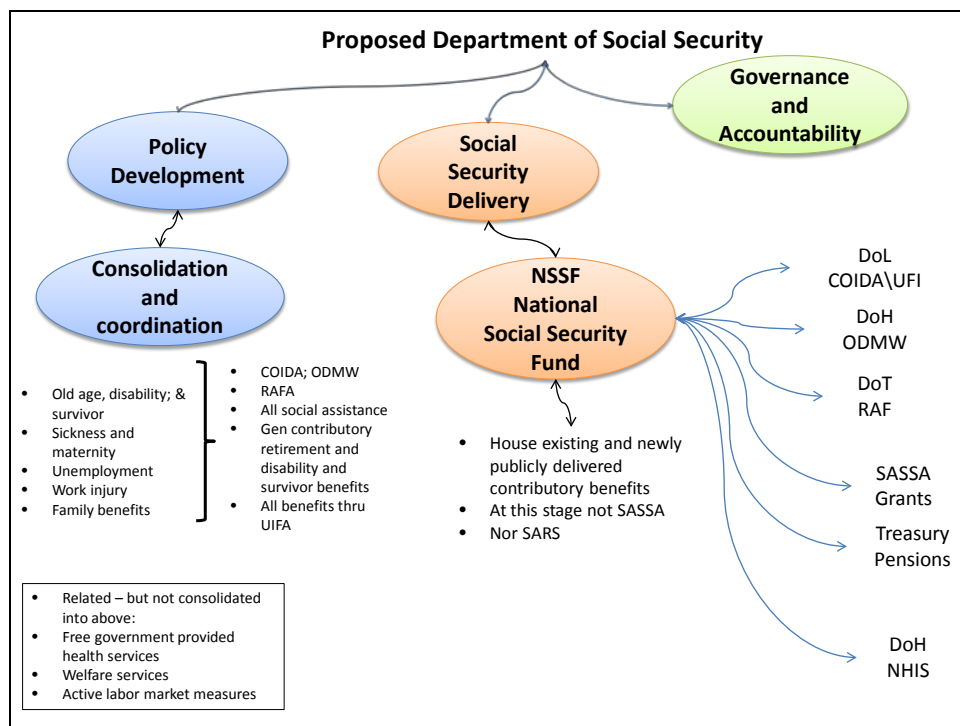 Proposed Department of Social Security
Governance
and
Accountability
Policy
Development
Social
Security
Delivery
Consolidation
and
coordination
NSSF
National
Social Security
Fund
DoL
COIDA\UFI
DoH
ODMW
DoT
RAF
SASSA
Grants
Treasury
Pensions
DoH
NHIS
• Old age, disability; &
survivor
• Sickness and
maternity
• Unemployment
• Work injury
• Family benefits
• COIDA; ODMW
• RAFA
• All social assistance
• Gen contributory
retirement and
disability and
survivor benefits
• All benefits thru
UIFA
• House existing and newly
publicly delivered
contributory benefits
• At this stage not SASSA
• Nor SARS
• Related – but not consolidated
into above:
• Free government provided
health services
• Welfare services
• Active labor market measures